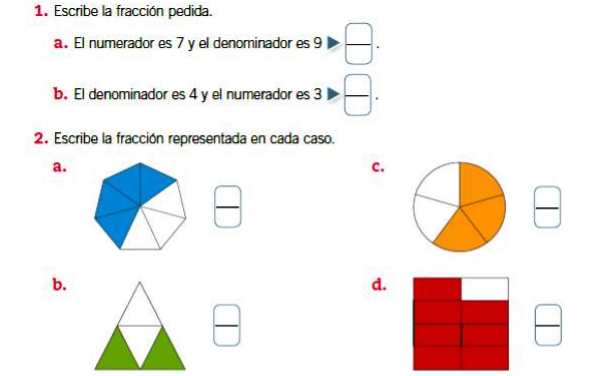 1. Escribe la fracción pedida.
a. El numerador es 7 y el denominador es 9 ▶ .
b. El denominador es 4 y el numerador es 3 ▶ .
2. Escribe la fracción representada en cada caso.
a.
c.
b.
d.